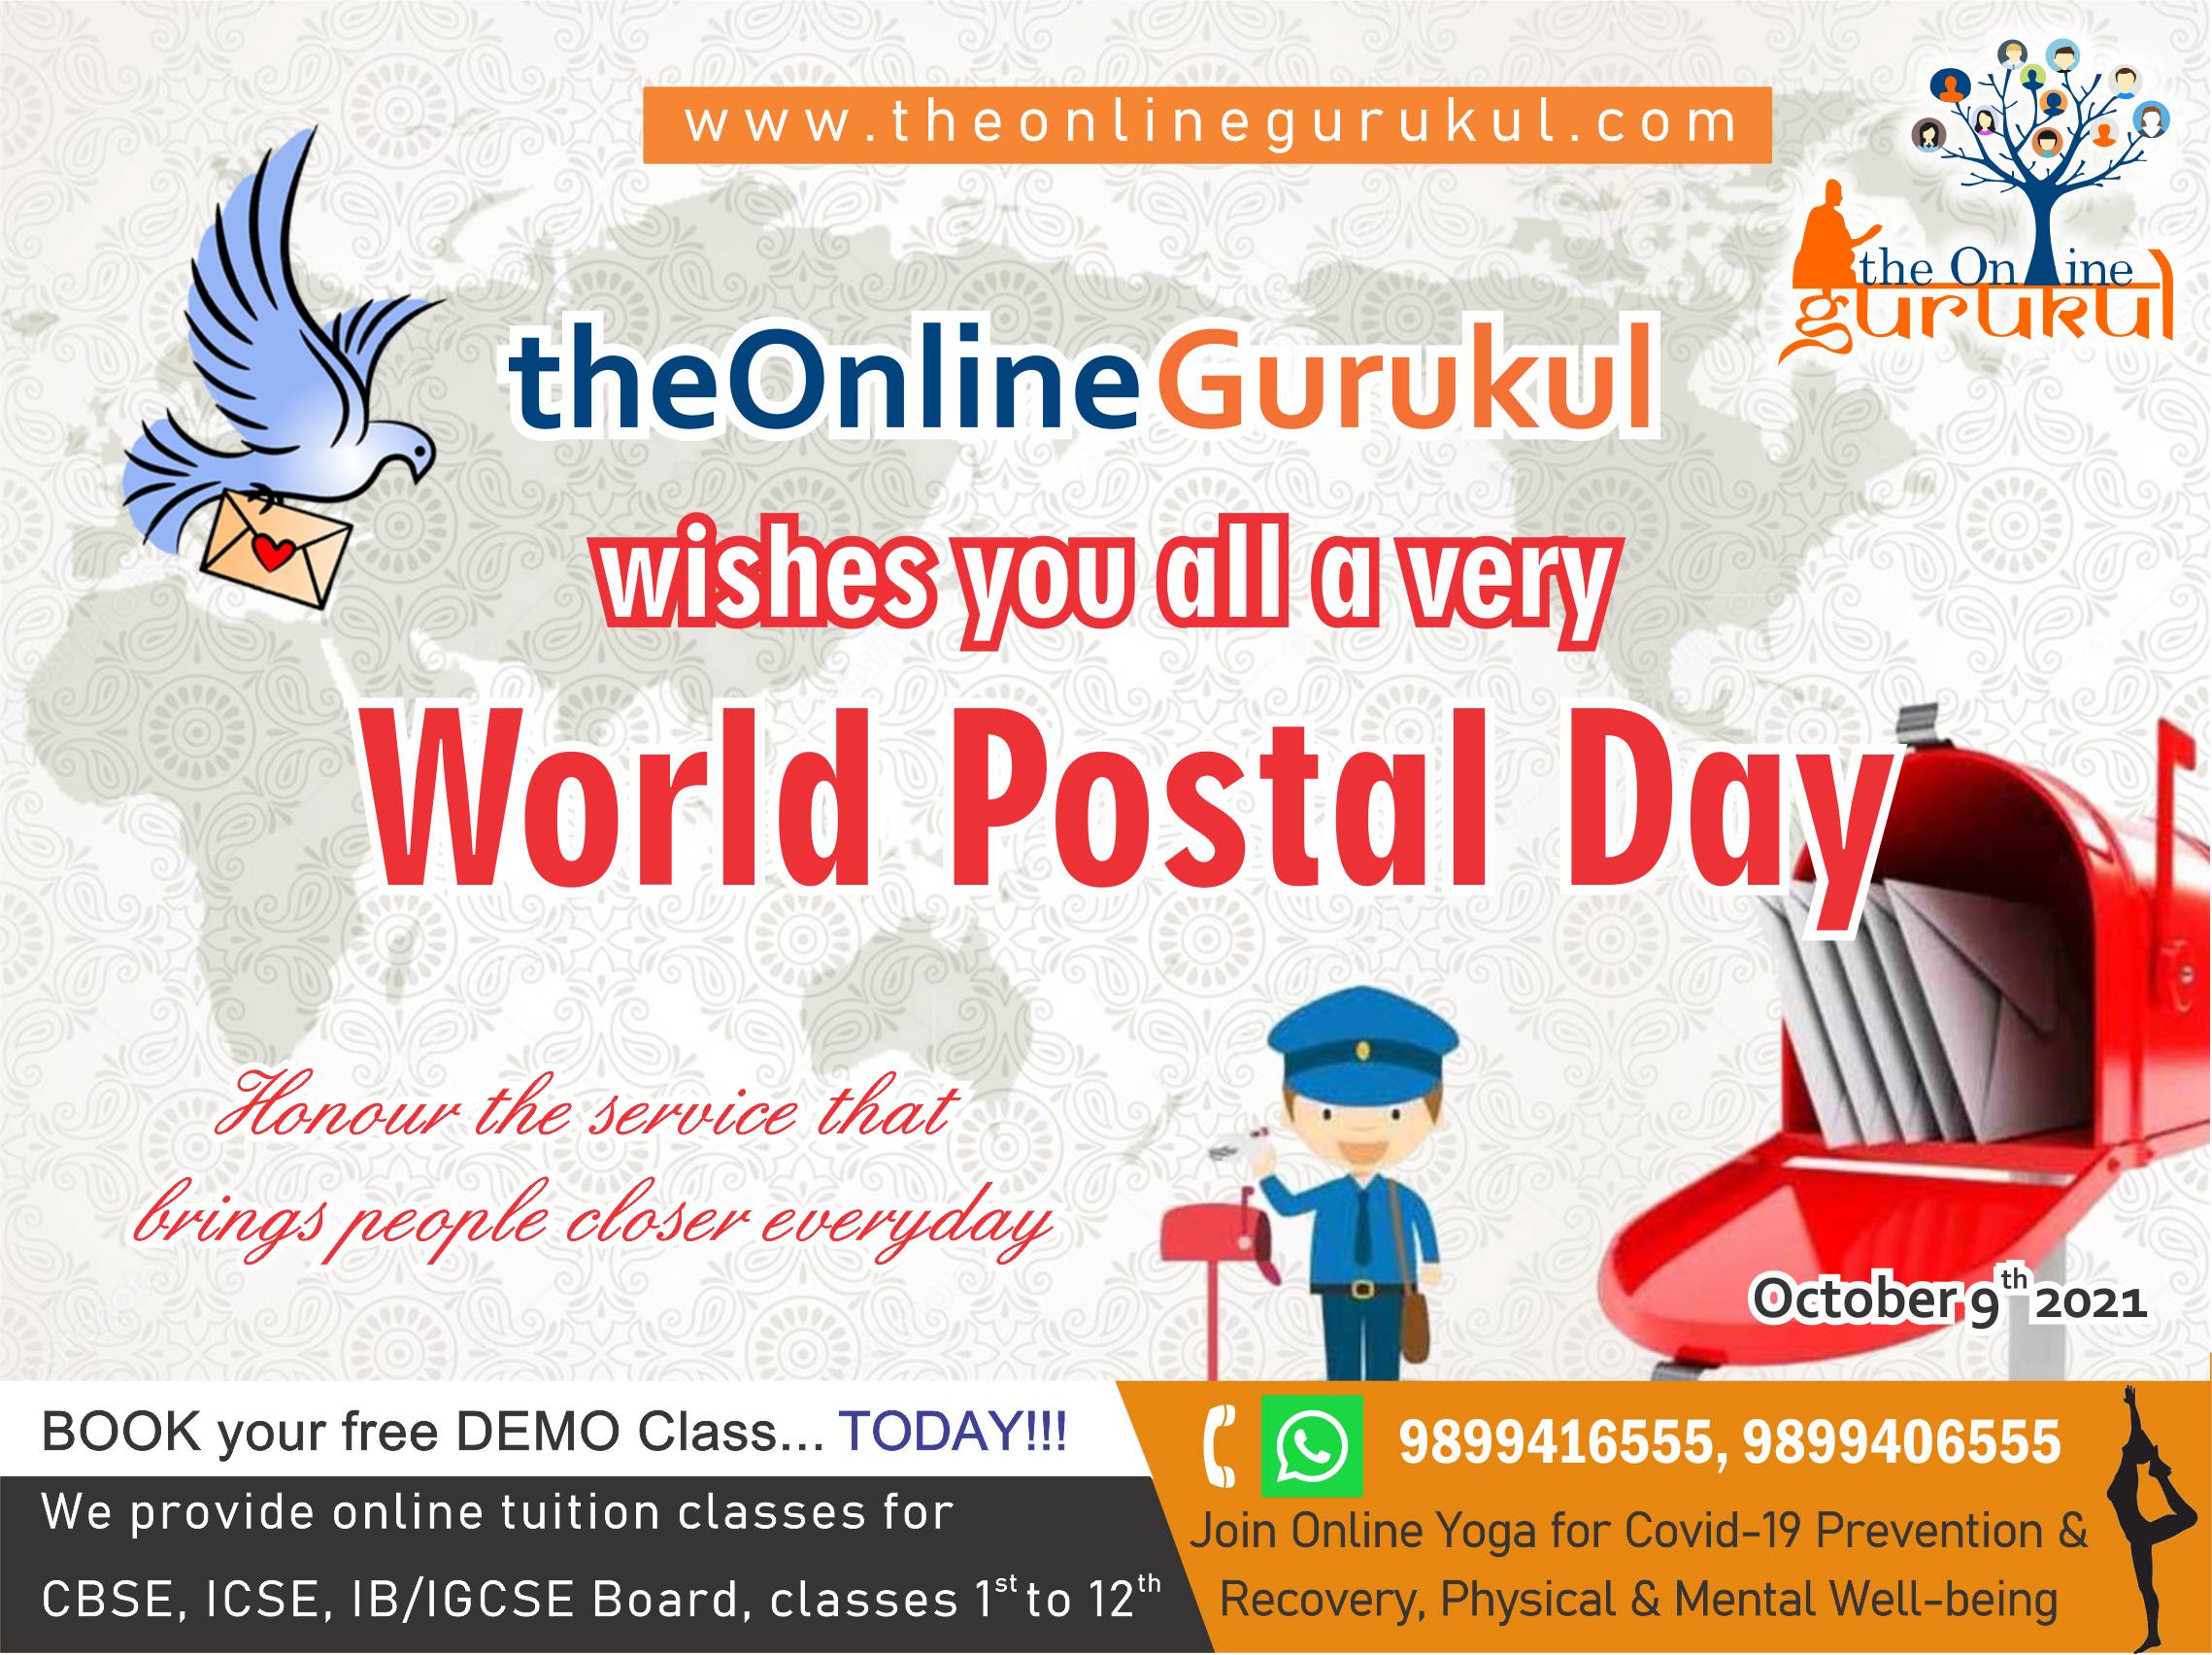 www.theonlinegurukul.com
the Online
gurukul
theOnlineGurukul
wishes you all a very
World Postal Day
Honour the service that
brings people closer everyday
October 9th 2021
BOOK your free DEMO Class... TODAY!!!
We provide online tuition classes for
CBSE, ICSE, IB/IGCSE Board, classes 1st to 12th
9899416555, 9899406555
Join Online Yoga for Covid-19 Prevention &
Recovery, Physical & Mental Well-being